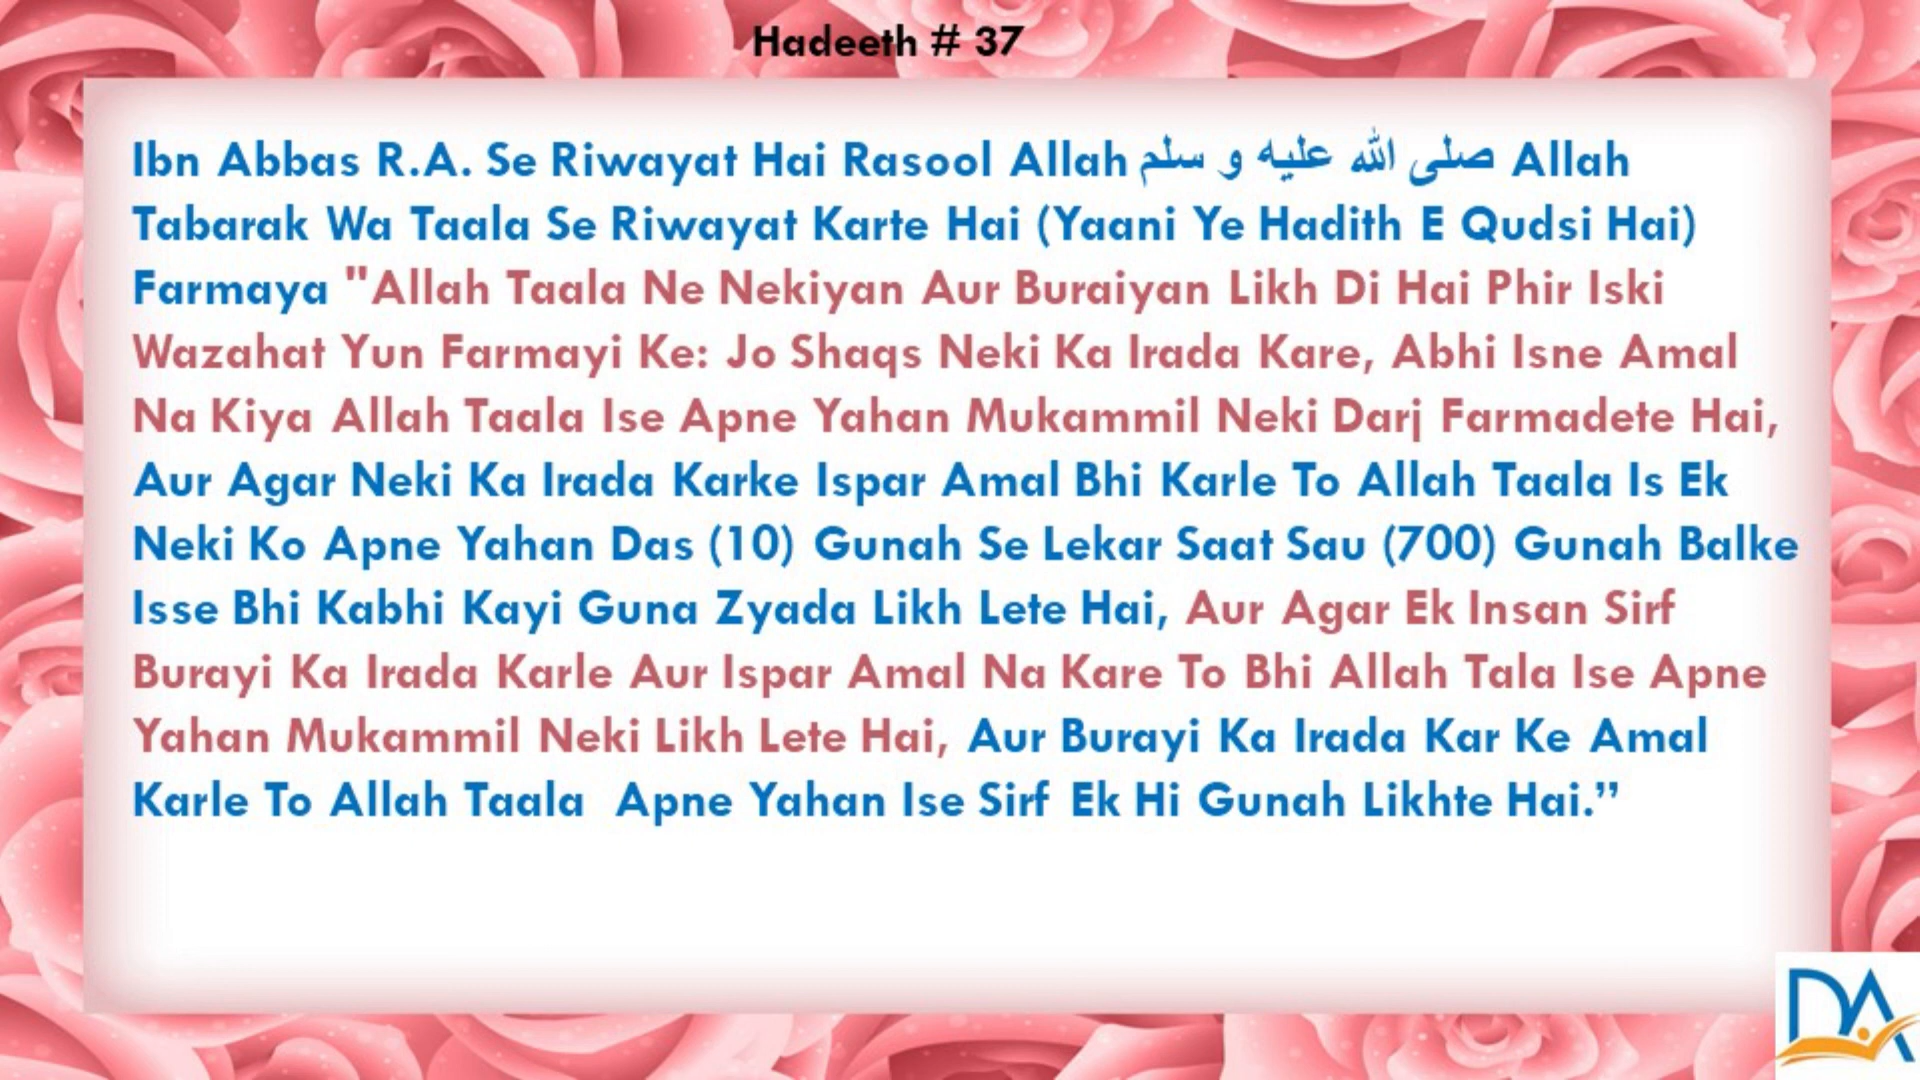 Hadeeth # 37
Ibn Abbas R.A. Se Riwayat Hai Rasool Allah صلى الله عليه و سلم Allah
Tabarak Wa Taala Se Riwayat Karte Hai (Yaani Ye Hadith E Qudsi Hai)
Farmaya "Allah Taala Ne Nekiyan Aur Buraiyan Likh Di Hai Phir Iski
Wazahat Yun Farmayi Ke: Jo Shaqs Neki Ka Irada Kare, Abhi Isne Amal
Na Kiya Allah Taala Ise Apne Yahan Mukammil Neki Darj Farmadete Hai,
Aur Agar Neki Ka Irada Karke Ispar Amal Bhi Karle To Allah Taala Is Ek
Neki Ko Apne Yahan Das (10) Gunah Se Lekar Saat Sau (700) Gunah Balke
Isse Bhi Kabhi Kayi Guna Zyada Likh Lete Hai, Aur Agar Ek Insan Sirf
Burayi Ka Irada Karle Aur Ispar Amal Na Kare To Bhi Allah Tala Ise Apne
Yahan Mukammil Neki Likh Lete Hai, Aur Burayi Ka Irada Kar Ke Amal
Karle To Allah Taala  Apne Yahan Ise Sirf Ek Hi Gunah Likhte Hai.”
DA